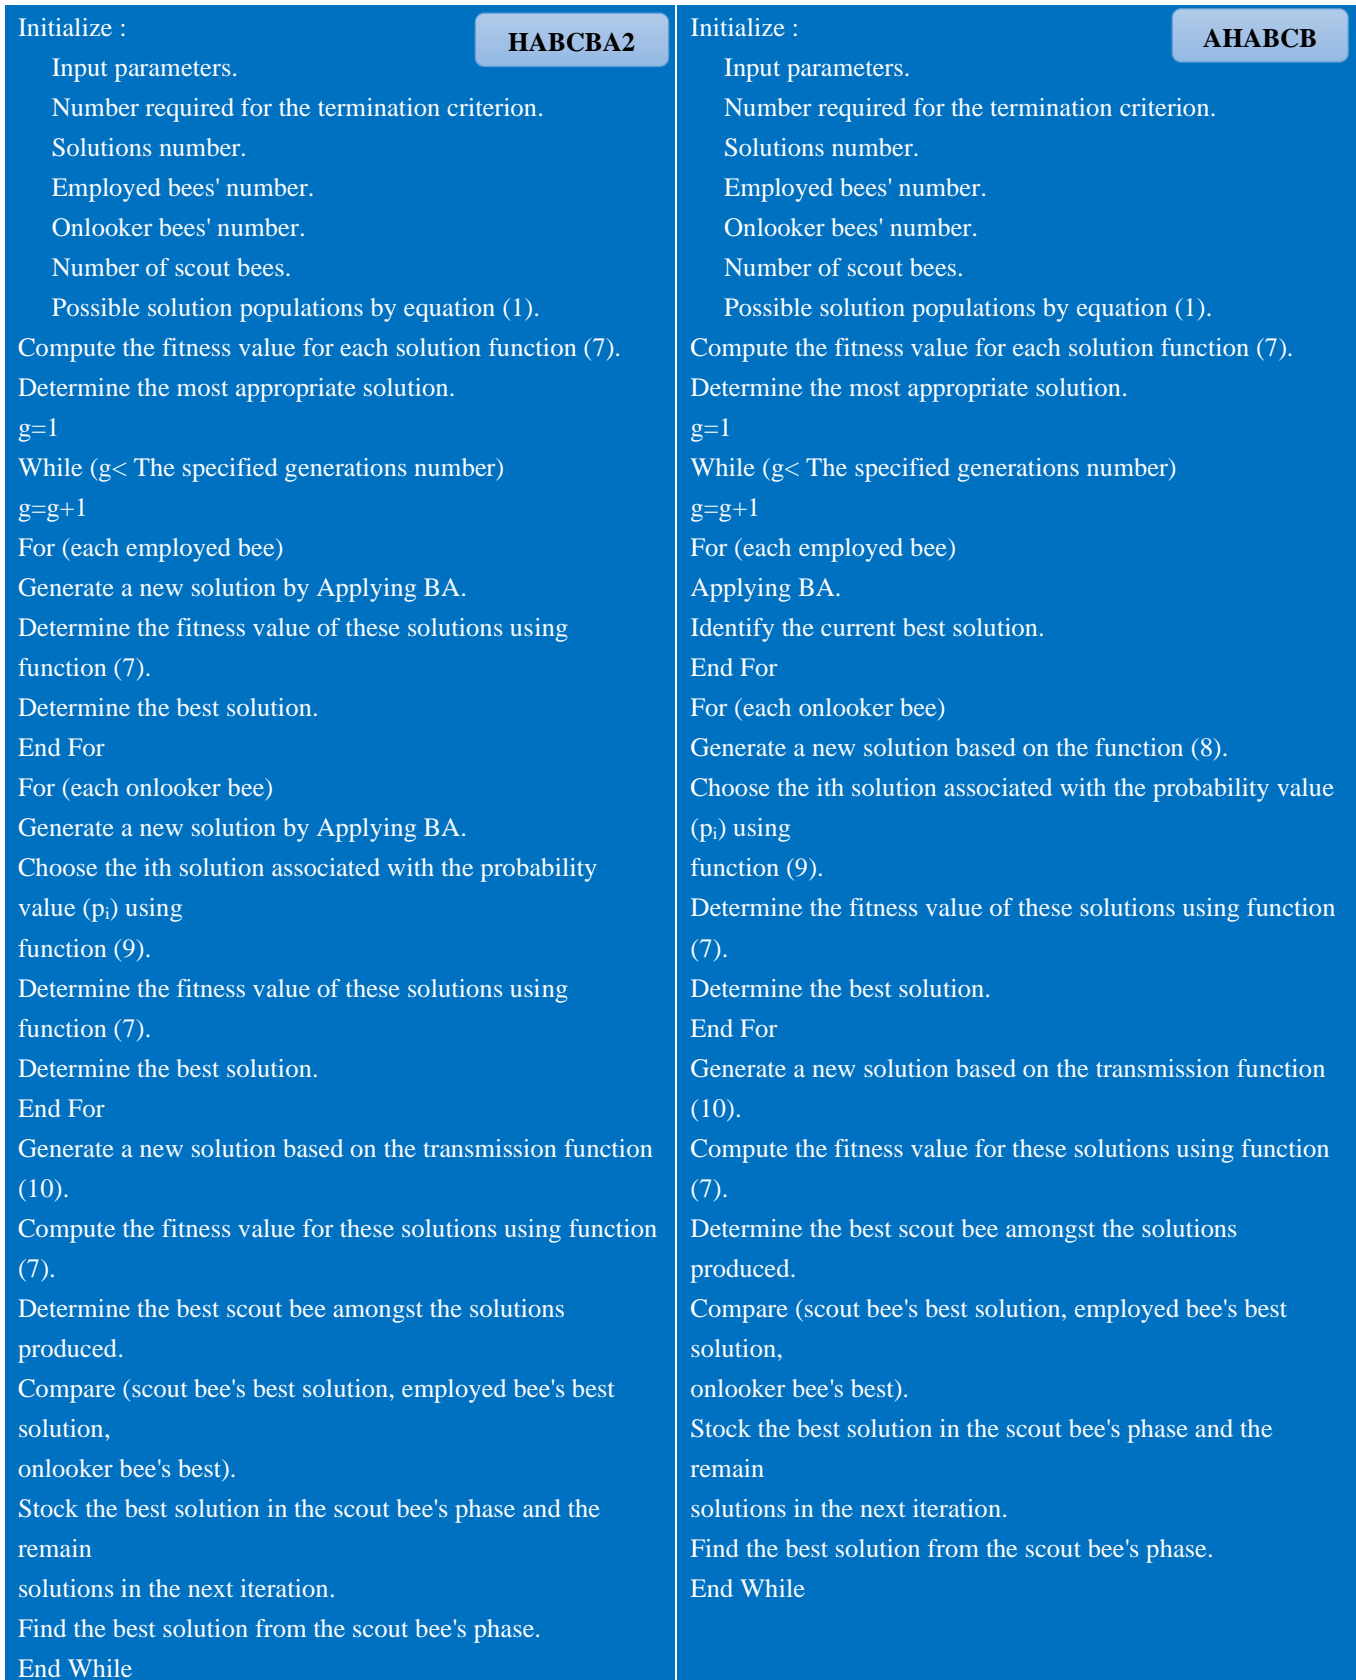 Initialize :
HABCBA2
Input parameters.
Number required for the termination criterion.
Solutions number.
Employed bees' number.
Onlooker bees' number.
Number of scout bees.
Possible solution populations by equation (1).
Compute the fitness value for each solution function (7).
Determine the most appropriate solution.
g=1
While (g< The specified generations number)
g=g+1
For (each employed bee)
Generate a new solution by Applying BA.
Determine the fitness value of these solutions using
function (7).
Determine the best solution.
End For
For (each onlooker bee)
Generate a new solution by Applying BA.
Choose the ith solution associated with the probability
value (pi) using
function (9).
Determine the fitness value of these solutions using
function (7).
Determine the best solution.
End For
Generate a new solution based on the transmission function
(10).
Compute the fitness value for these solutions using function
(7).
Determine the best scout bee amongst the solutions
produced.
Compare (scout bee's best solution, employed bee's best
solution,
onlooker bee's best).
Stock the best solution in the scout bee's phase and the
remain
solutions in the next iteration.
Find the best solution from the scout bee's phase.
End While
Initialize :
AHABCB
Input parameters.
Number required for the termination criterion.
Solutions number.
Employed bees' number.
Onlooker bees' number.
Number of scout bees.
Possible solution populations by equation (1).
Compute the fitness value for each solution function (7).
Determine the most appropriate solution.
g=1
While (g< The specified generations number)
g=g+1
For (each employed bee)
Applying BA.
Identify the current best solution.
End For
For (each onlooker bee)
Generate a new solution based on the function (8).
Choose the ith solution associated with the probability value
(pi) using
function (9).
Determine the fitness value of these solutions using function
(7).
Determine the best solution.
End For
Generate a new solution based on the transmission function
(10).
Compute the fitness value for these solutions using function
(7).
Determine the best scout bee amongst the solutions
produced.
Compare (scout bee's best solution, employed bee's best
solution,
onlooker bee's best).
Stock the best solution in the scout bee's phase and the
remain
solutions in the next iteration.
Find the best solution from the scout bee's phase.
End While